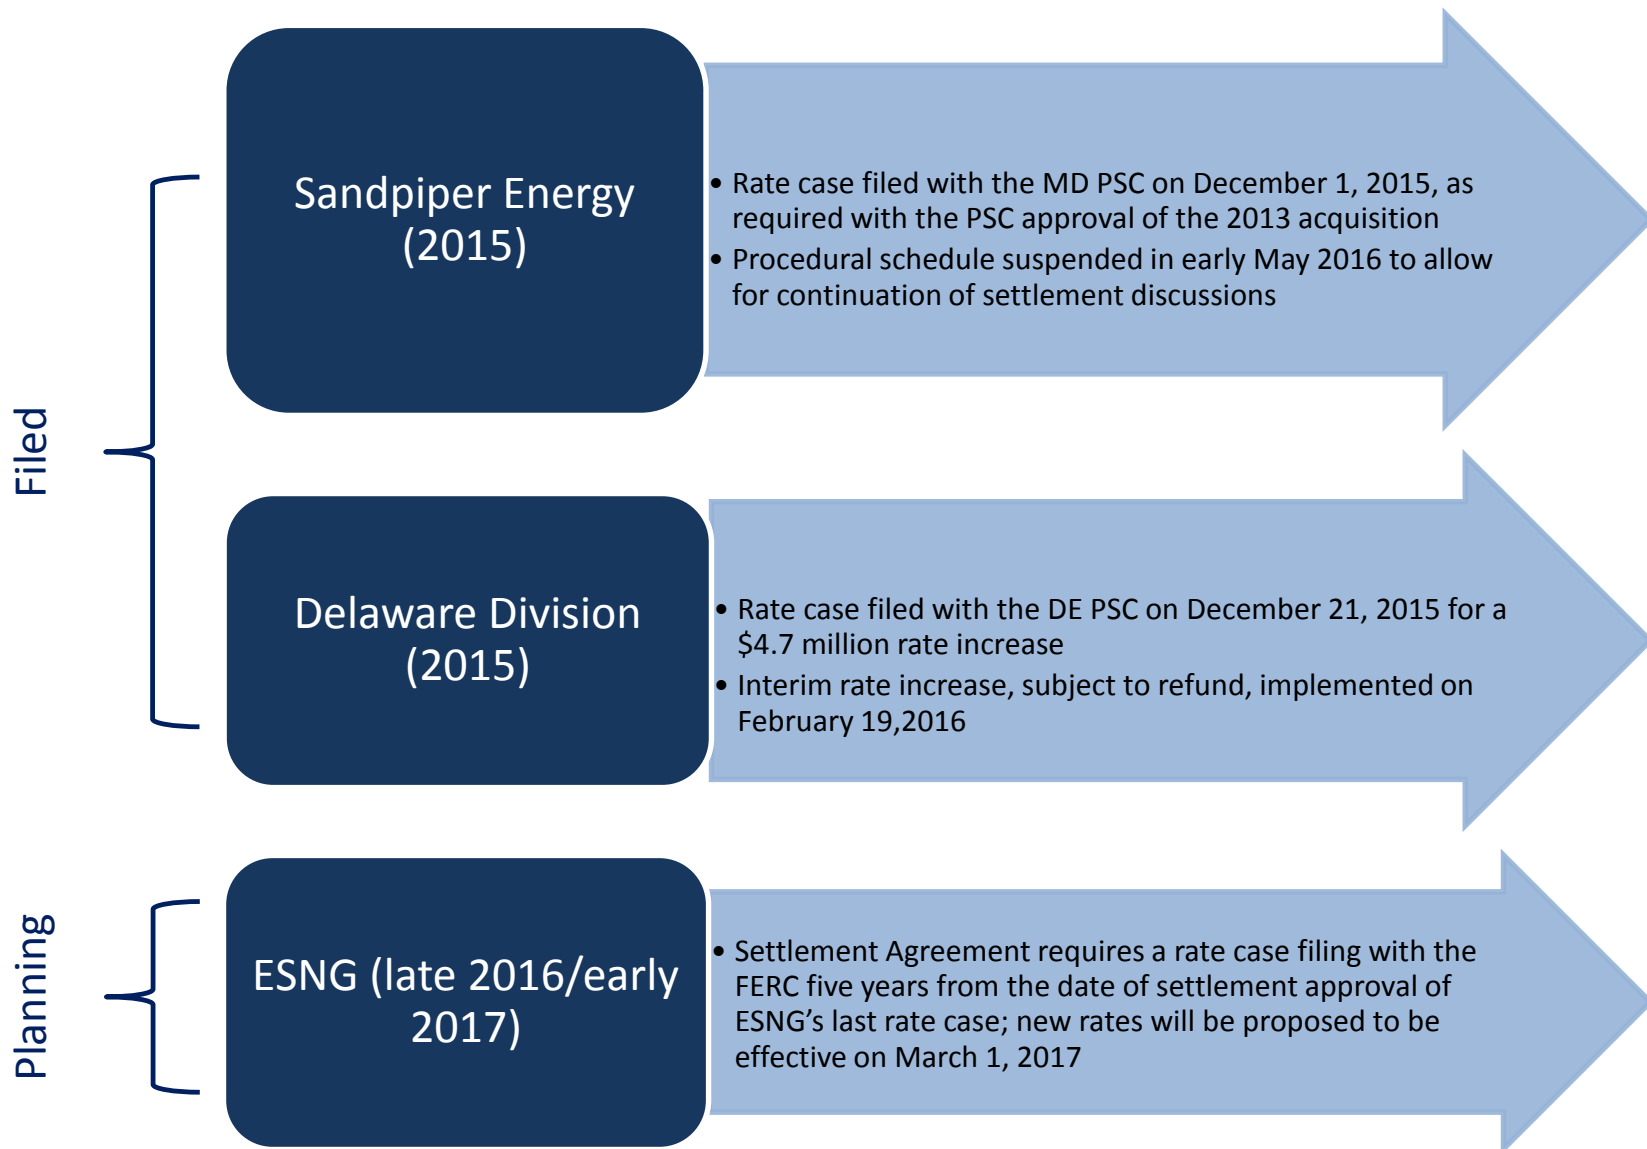 Filed
Sandpiper Energy
(2015)
• Rate case filed with the MD PSC on December 1, 2015, as
required with the PSC approval of the 2013 acquisition
• Procedural schedule suspended in early May 2016 to allow
for continuation of settlement discussions
Delaware Division
(2015)
• Rate case filed with the DE PSC on December 21, 2015 for a
$4.7 million rate increase
• Interim rate increase, subject to refund, implemented on
February 19,2016
Planning
ESNG (late 2016/early
2017)
• Settlement Agreement requires a rate case filing with the
FERC five years from the date of settlement approval of
ESNG’s last rate case; new rates will be proposed to be
effective on March 1, 2017